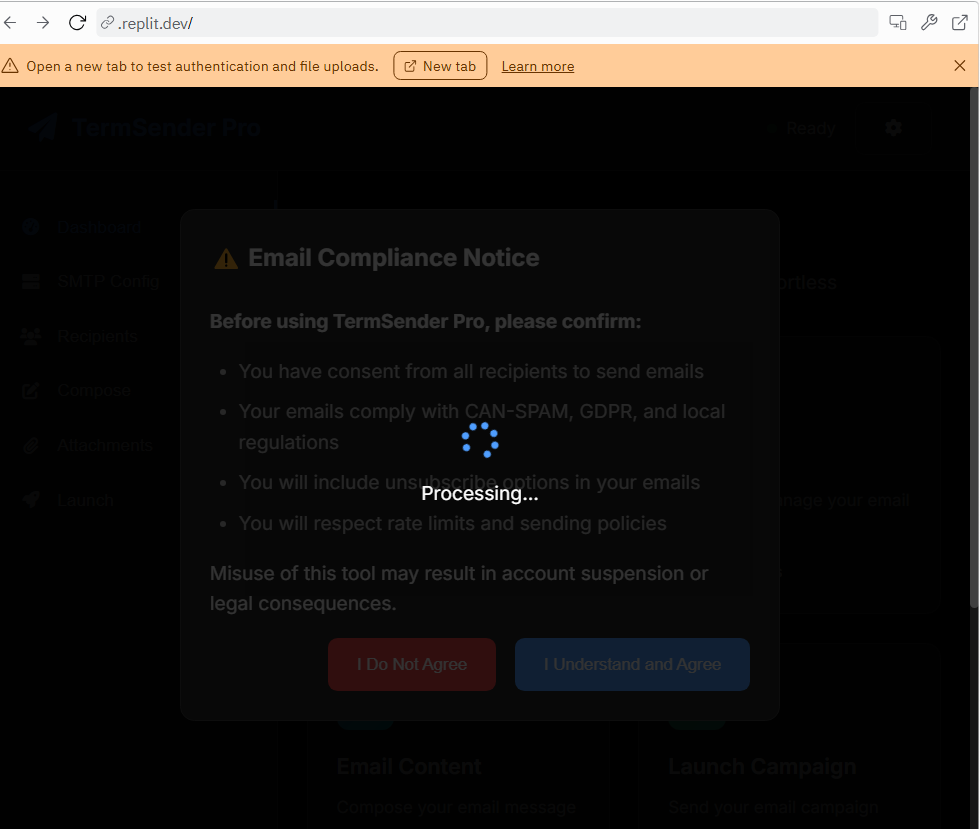 .replit.dev/
Open a new tab to test authentication and file uploads. New tab Learn more
TermSender Pro
Ready
Dashboard
SMTP Config
Recipients
Compose
Attachments
Launch
Email Compliance Notice
Before using TermSender Pro, please confirm:
• You have consent from all recipients to send emails
• Your emails comply with CAN-SPAM, GDPR, and local
regulations
• You will include unsubscribe options in your emails
Processing...
• You will respect rate limits and sending policies
Misuse of this tool may result in account suspension or
legal consequences.
I Do Not Agree
I Understand and Agree
your email
Email Content
Launch Campaign
Compose your email message
Send your email campaign